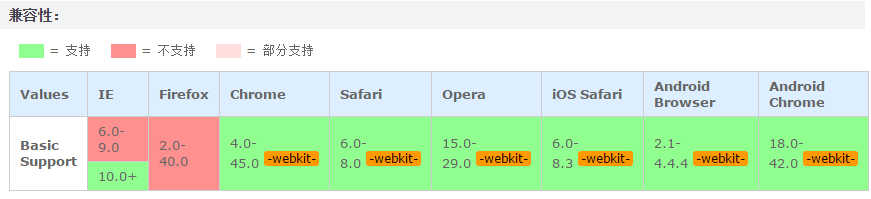 兼容性：
= 支持 = 不支持 = 部分支持
Values IE Firefox Chrome Safari Opera iOS Safari Android Browser Android Chrome
Basic Support
6.0-9.0
10.0+
2.0-40.0
4.0-45.0 -webkit-
6.0-8.0 -webkit-
15.0-29.0 -webkit-
6.0-8.3 -webkit-
2.1-4.4.4 -webkit-
18.0-42.0 -webkit-